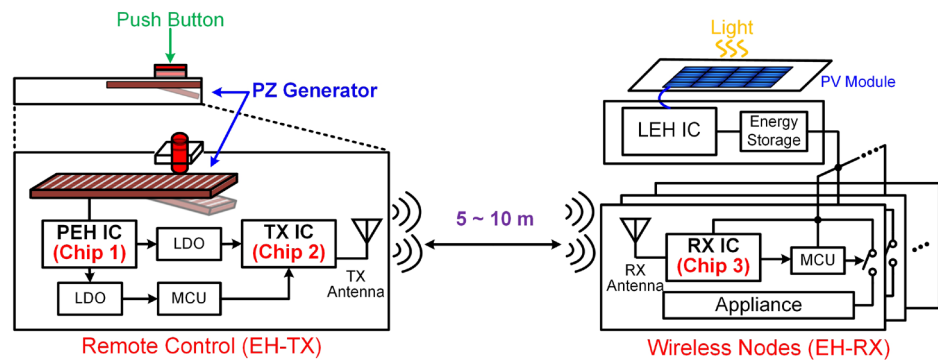 Push Button
PZ Generator
PEH IC
(Chip 1)
LDO
TX IC
(Chip 2)
LDO
MCU
TX
Antenna
Remote Control (EH-TX)
5 ~ 10 m
Light
PV Module
LEH IC
Energy
Storage
RX
Antenna
RX IC
(Chip 3)
MCU
Appliance
Wireless Nodes (EH-RX)